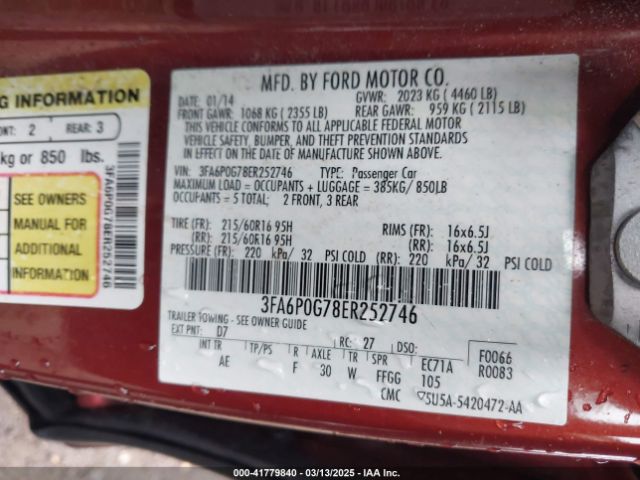 G INFORMATION
NT: 2 REAR: 3
kg or 850 lbs.
SEE OWNERS
MANUAL FOR
ADDITIONAL
INFORMATION
3FA6P0G78ER252746
MFD. BY FORD MOTOR CO.
DATE: 01/14 GVWR: 2023 KG ( 4460 LB)
FRONT GAWR: 1068 KG ( 2355 LB) REAR GAWR: 959 KG ( 2115 LB)
THIS VEHICLE CONFORMS TO ALL APPLICABLE FEDERAL MOTOR
VEHICLE SAFETY, BUMPER, AND THEFT PREVENTION STANDARDS
IN EFFECT ON THE DATE OF MANUFACTURE SHOWN ABOVE.
VIN: 3FA6P0G78ER252746 TYPE: Passenger Car
MAXIMUM LOAD = OCCUPANTS + LUGGAGE = 385KG/ 850LB
OCCUPANTS = 5 TOTAL: 2 FRONT, 3 REAR
TIRE (FR): 215/60R16 95H RIMS (FR): 16x6.5J
(RR): 215/60R16 95H (RR): 16x6.5J
PRESSURE (FR): 220 kPa/ 32 PSI COLD (RR): 220 kPa/ 32 PSI COLD
3FA6P0G78ER252746
TRAILER TOWING - SEE OWNER GUIDE
EXT PNT: D7 RC: 27 DSO: F0066
INT TR TP/PS R AXLE TR SPR EC71A R0083
AE F 30 W FFGG 105
CMC 5U5A-5420472-AA
000-41779840 — 03/13/2025 — IAA Inc.